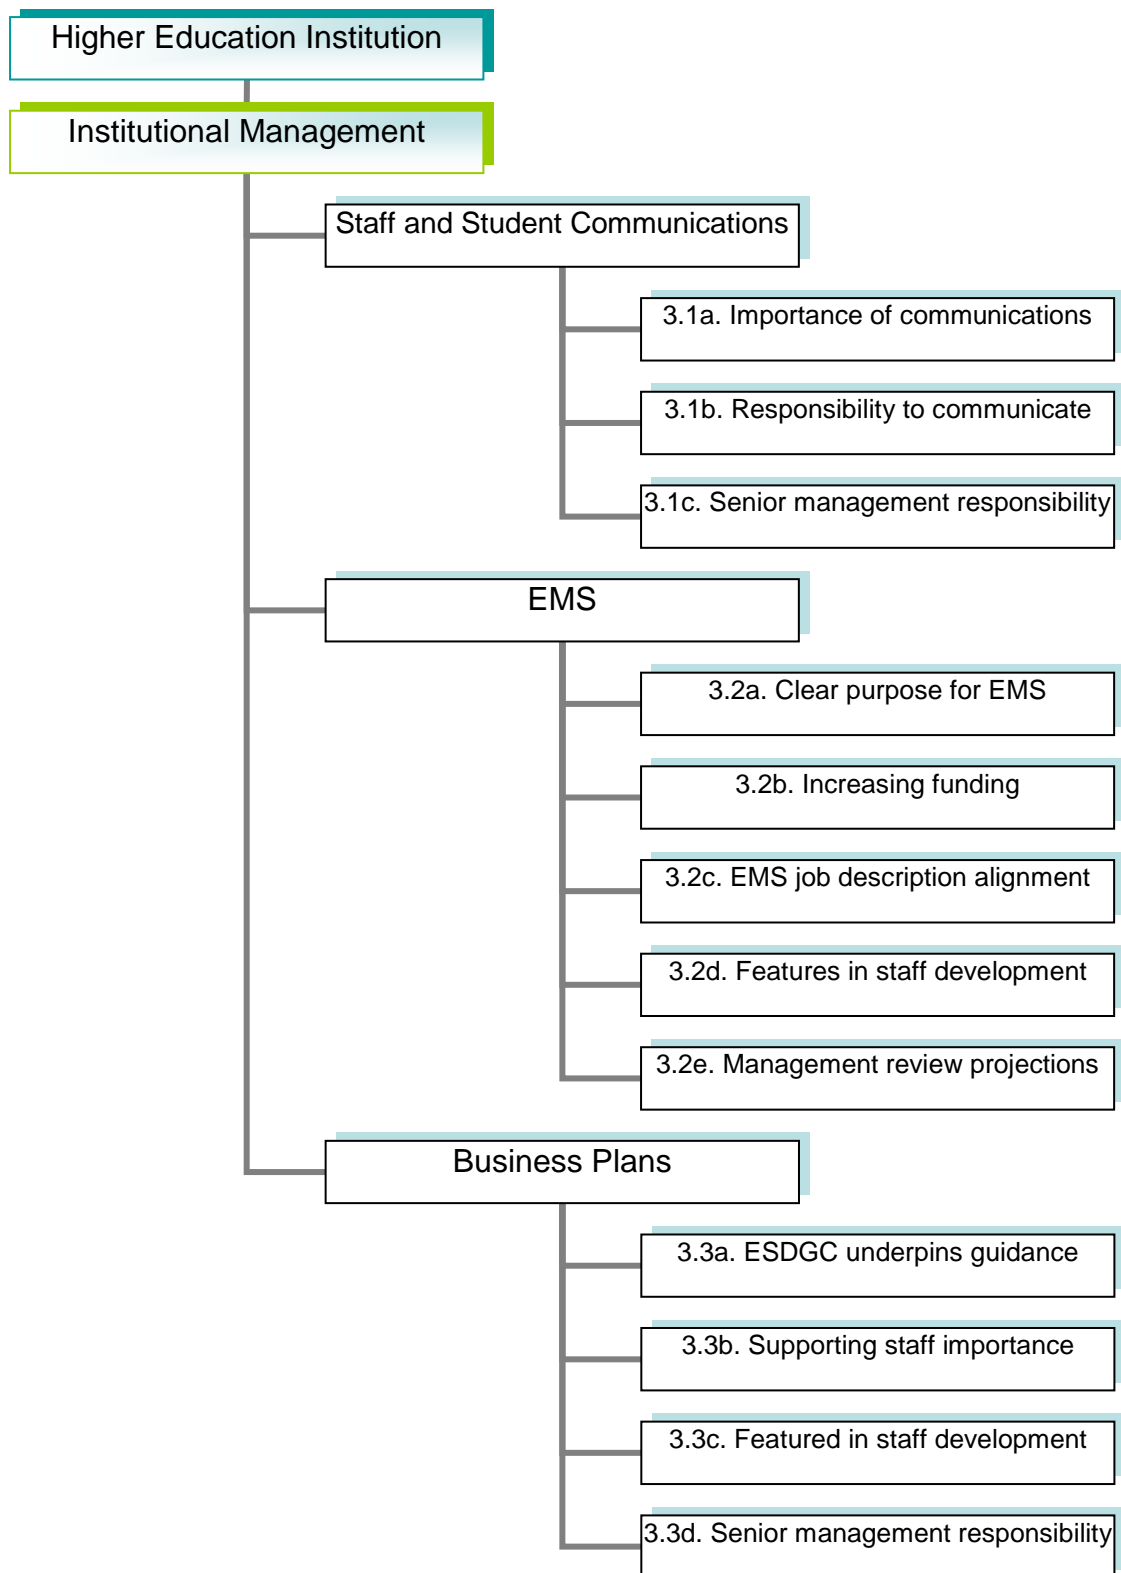 Higher Education Institution
Institutional Management
Staff and Student Communications
3.1a. Importance of communications
3.1b. Responsibility to communicate
3.1c. Senior management responsibility
EMS
3.2a. Clear purpose for EMS
3.2b. Increasing funding
3.2c. EMS job description alignment
3.2d. Features in staff development
3.2e. Management review projections
Business Plans
3.3a. ESDGC underpins guidance
3.3b. Supporting staff importance
3.3c. Featured in staff development
3.3d. Senior management responsibility